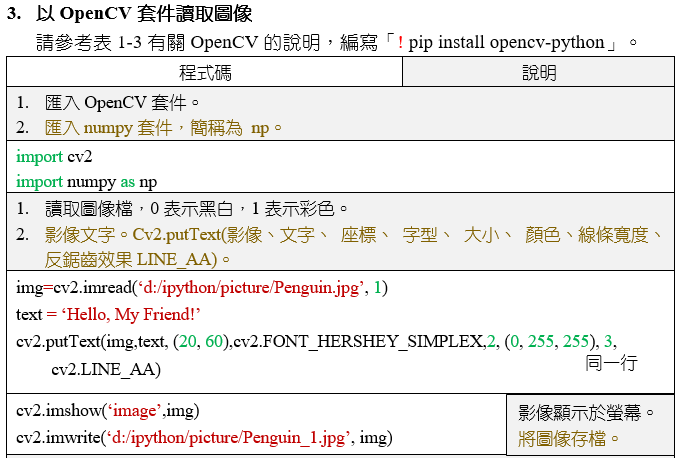 3. 以 OpenCV 套件讀取圖像
請參考表 1-3 有關 OpenCV 的說明，編寫「! pip install opencv-python」。
程式碼 說明
1. 匯入 OpenCV 套件。
2. 匯入 numpy 套件，簡稱為 np。
import cv2
import numpy as np
1. 讀取圖像檔，0 表示黑白，1 表示彩色。
2. 影像文字。Cv2.putText(影像、文字、 座標、 字型、 大小、 顏色、線條寬度、
反鋸齒效果 LINE_AA)。
img=cv2.imread(‘d:/ipython/picture/Penguin.jpg’, 1)
text = ‘Hello, My Friend!’
cv2.putText(img,text, (20, 60),cv2.FONT_HERSHEY_SIMPLEX,2, (0, 255, 255), 3,
cv2.LINE_AA) 同一行
cv2.imshow(‘image’,img) 影像顯示於螢幕。
cv2.imwrite(‘d:/ipython/picture/Penguin_1.jpg’, img) 將圖像存檔。